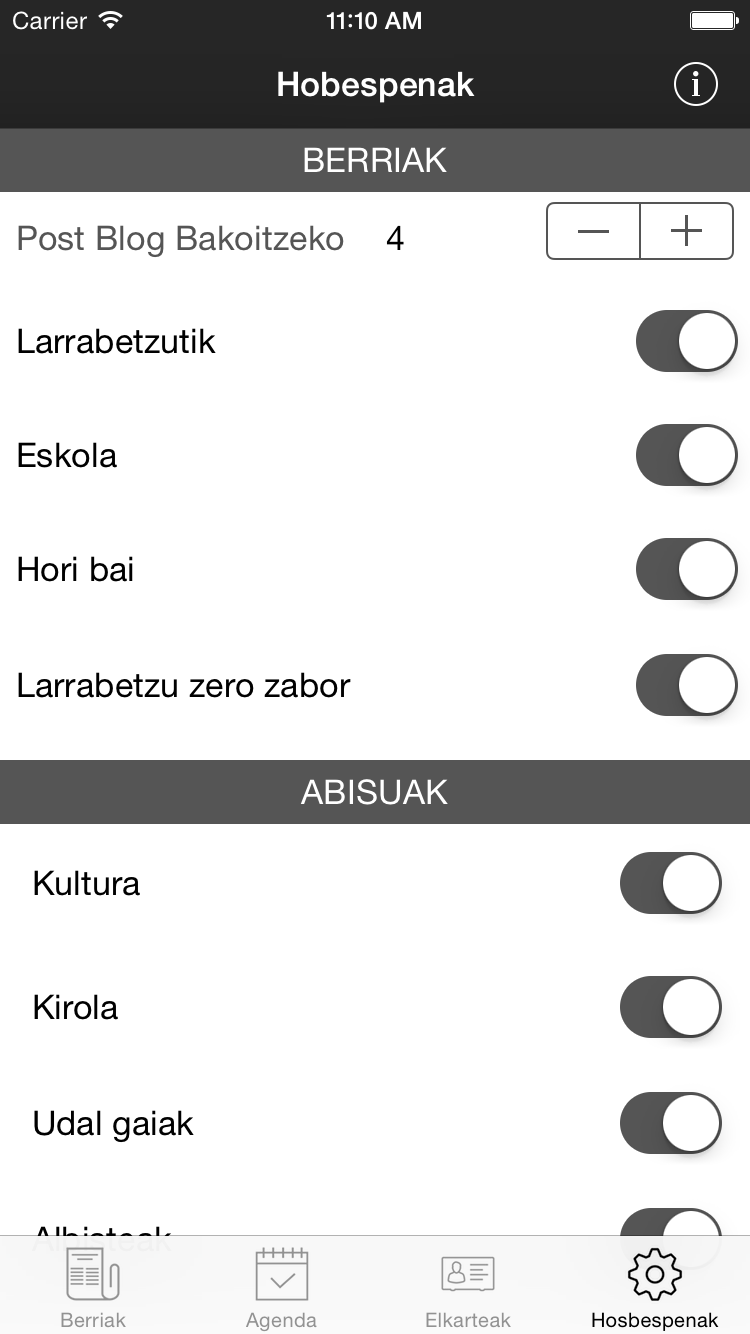 Carrier 11:10 AM
Hobespenak
BERRIAK
Post Blog Bakoitzeko 4
Larrabetzutik
Eskola
Hori bai
Larrabetzu zero zabor
ABISUAK
Kultura
Kirola
Udal gaiak
Albisteak
Berriak Agenda Elkarteak Hosbespenak